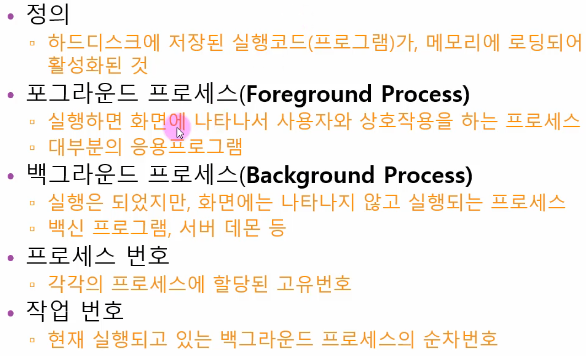 정의
하드디스크에 저장된 실행코드(프로그램)가, 메모리에 로딩되어
활성화된 것
포그라운드 프로세스(Foreground Process)
실행하면 화면에 나타나서 사용자와 상호작용을 하는 프로세스
대부분의 응용프로그램
백그라운드 프로세스(Background Process)
실행은 되었지만, 화면에는 나타나지 않고 실행되는 프로세스
백신 프로그램, 서버 데몬 등
프로세스 번호
각각의 프로세스에 할당된 고유번호
작업 번호
현재 실행되고 있는 백그라운드 프로세스의 순차번호